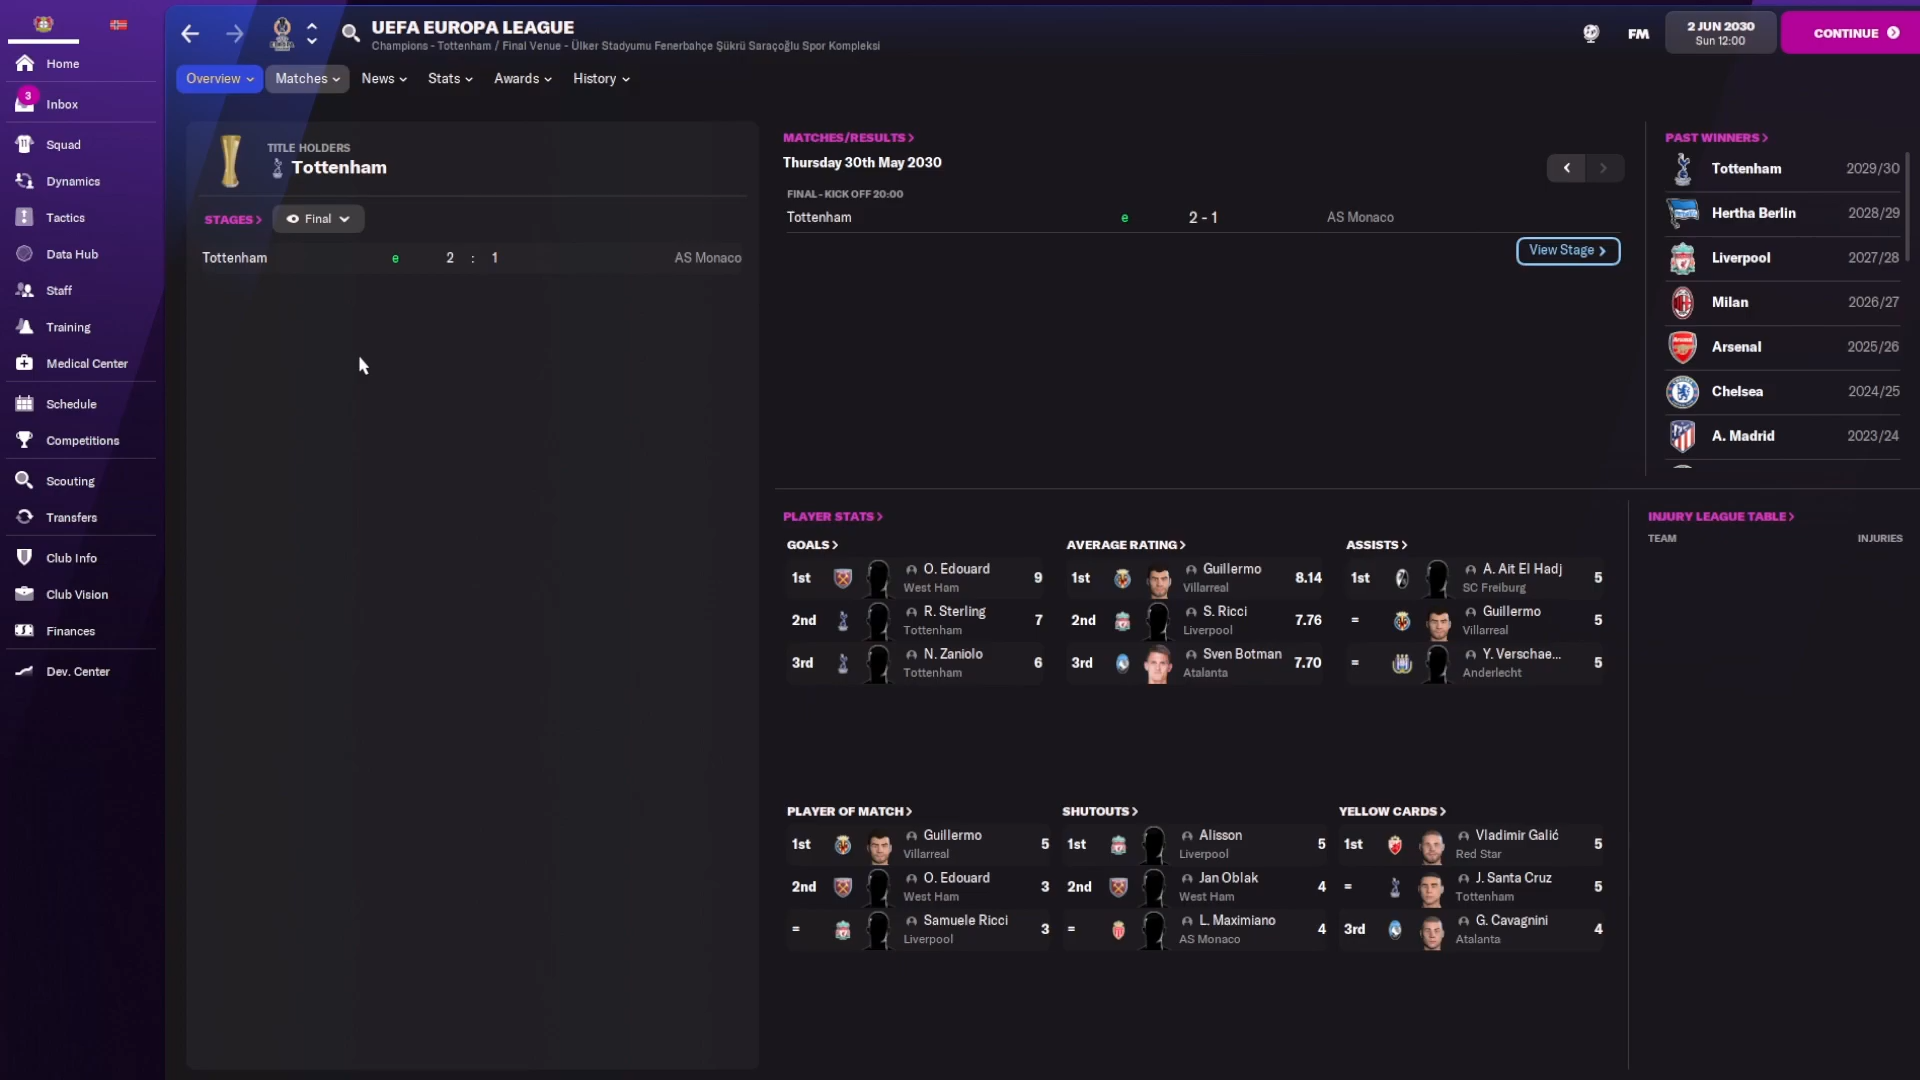 UEFA EUROPA LEAGUE
Champions - Tottenham / Final Venue - Ülker Stadyumu Fenerbahçe Şükrü Saraçoğlu Spor Kompleksi
FM
2 JUN 2030
Sun 12:00
CONTINUE
Home
3
Inbox
Squad
Dynamics
Tactics
Data Hub
Staff
Training
Medical Center
Schedule
Competitions
Scouting
Transfers
Club Info
Club Vision
Finances
Dev. Center
Overview
Matches
News
Stats
Awards
History
TITLE HOLDERS
Tottenham
STAGES
Final
Tottenham e 2 : 1 AS Monaco
MATCHES/RESULTS
Thursday 30th May 2030
FINAL - KICK OFF 20:00
Tottenham e 2 - 1 AS Monaco
View Stage
PAST WINNERS
Tottenham 2029/30
Hertha Berlin 2028/29
Liverpool 2027/28
Milan 2026/27
Arsenal 2025/26
Chelsea 2024/25
A. Madrid 2023/24
PLAYER STATS
GOALS
1st O. Edouard 9
West Ham
2nd R. Sterling 7
Tottenham
3rd N. Zaniolo 6
Tottenham
AVERAGE RATING
1st Guillermo 8.14
Villarreal
2nd S. Ricci 7.76
Liverpool
3rd Sven Botman 7.70
Atalanta
ASSISTS
1st A. Ait El Hadj 5
SC Freiburg
= Guillermo 5
Villarreal
= Y. Verschae... 5
Anderlecht
PLAYER OF MATCH
1st Guillermo 5
Villarreal
2nd O. Edouard 3
West Ham
= Samuele Ricci 3
Liverpool
SHUTOUTS
1st Alisson 5
Liverpool
2nd Jan Oblak 4
West Ham
= L. Maximiano 4
AS Monaco
YELLOW CARDS
1st Vladimir Galić 5
Red Star
= J. Santa Cruz 5
Tottenham
3rd G. Cavagnini 4
Atalanta
INJURY LEAGUE TABLE
TEAM INJURIES